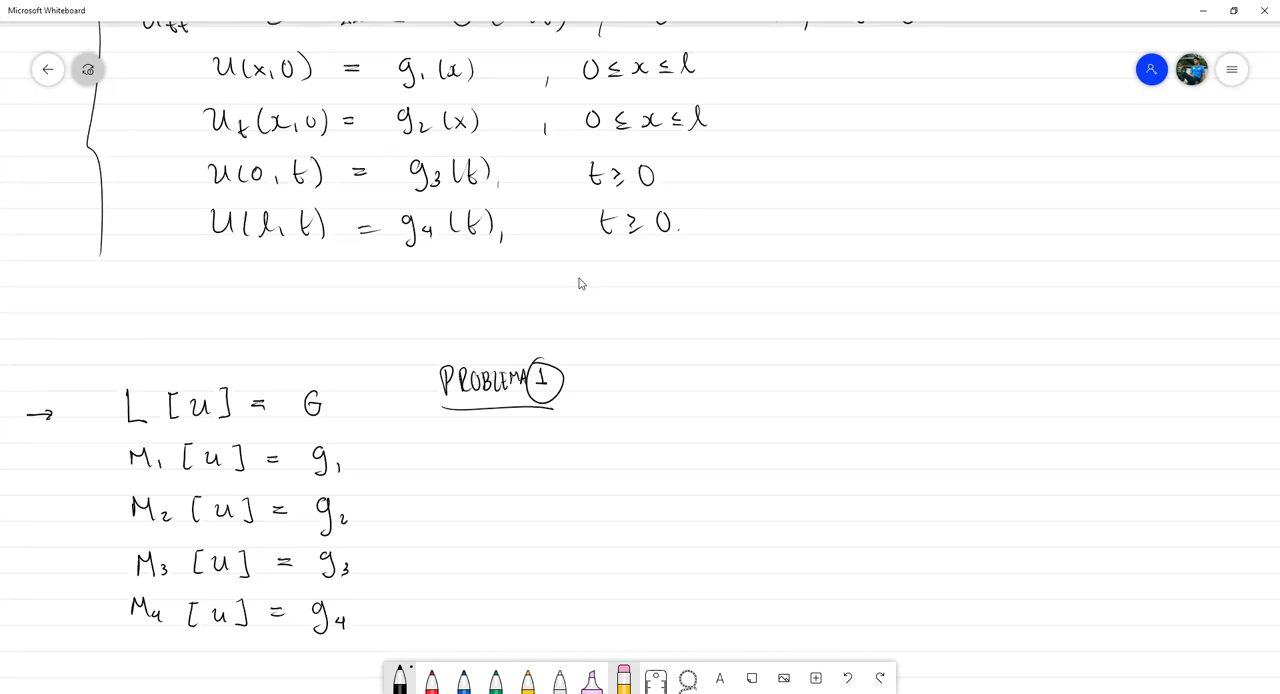 Microsoft Whiteboard
u(x,0) = g₁(x) , 0 ≤ x ≤ l
u_t(x,0) = g₂(x) , 0 ≤ x ≤ l
u(0,t) = g₃(t), t ≥ 0
u(l,t) = g₄(t), t ≥ 0.
PROBLEMA 1
→ L[u] = G
M₁[u] = g₁
M₂[u] = g₂
M₃[u] = g₃
M₄[u] = g₄